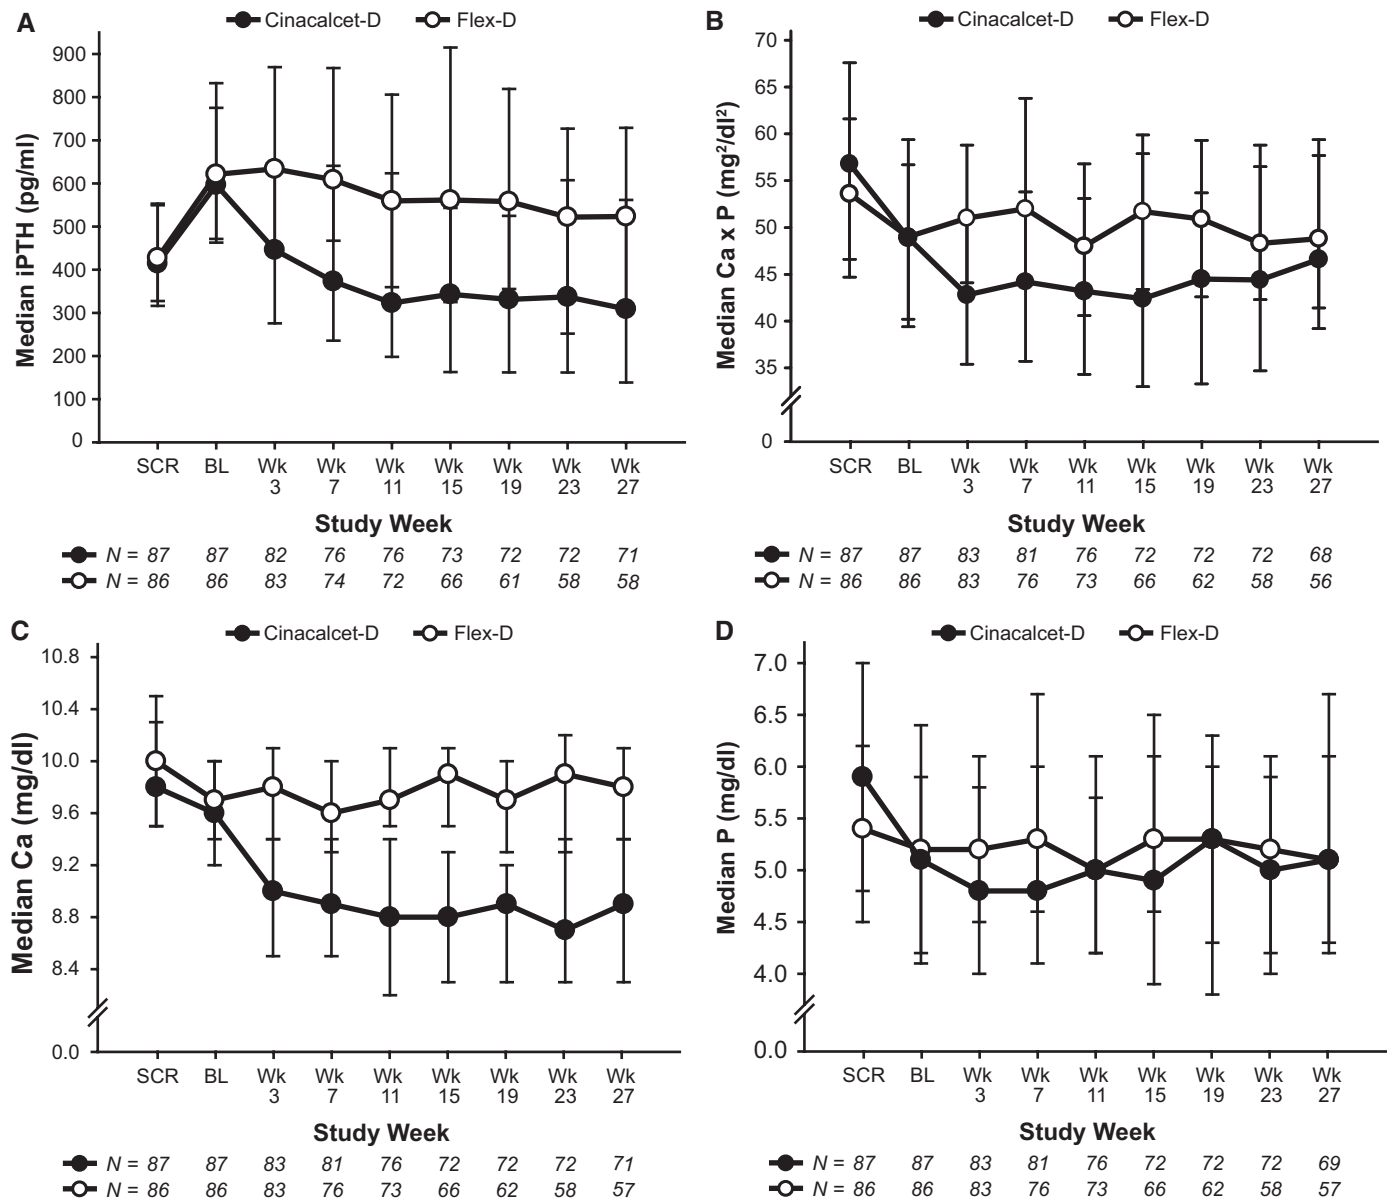 A
Cinacalcet-D Flex-D
Median iPTH (pg/ml)
900
800
700
600
500
400
300
200
100
0
SCR BL Wk Wk Wk Wk Wk Wk Wk
3 7 11 15 19 23 27
Study Week
N = 87 87 82 76 76 73 72 72 71
N = 86 86 83 74 72 66 61 58 58
B
Cinacalcet-D Flex-D
Median Ca x P (mg²/dl²)
70
65
60
55
50
45
40
35
0
SCR BL Wk Wk Wk Wk Wk Wk Wk
3 7 11 15 19 23 27
Study Week
N = 87 87 83 81 76 72 72 72 68
N = 86 86 83 76 73 66 62 58 56
C
Cinacalcet-D Flex-D
Median Ca (mg/dl)
10.8
10.4
10.0
9.6
9.2
8.8
8.4
0.0
SCR BL Wk Wk Wk Wk Wk Wk Wk
3 7 11 15 19 23 27
Study Week
N = 87 87 83 81 76 72 72 72 71
N = 86 86 83 76 73 66 62 58 57
D
Cinacalcet-D Flex-D
Median P (mg/dl)
7.0
6.5
6.0
5.5
5.0
4.5
4.0
0.0
SCR BL Wk Wk Wk Wk Wk Wk Wk
3 7 11 15 19 23 27
Study Week
N = 87 87 83 81 76 72 72 72 69
N = 86 86 83 76 73 66 62 58 57